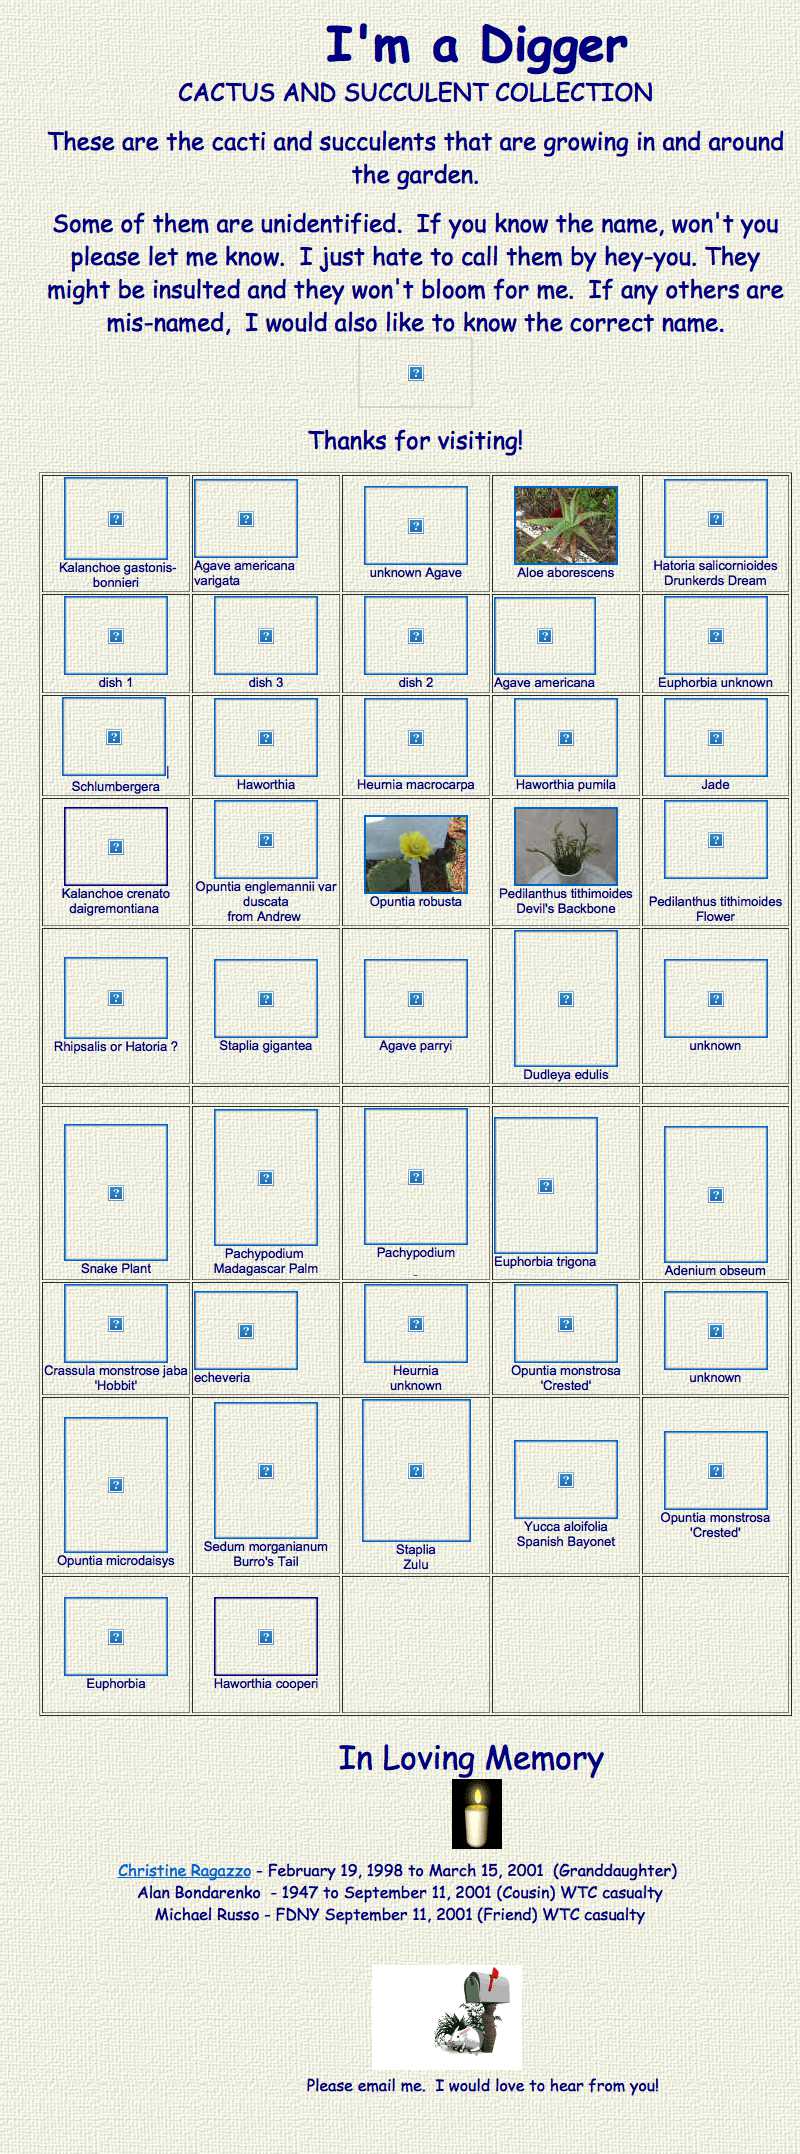 I'm a Digger
CACTUS AND SUCCULENT COLLECTION
These are the cacti and succulents that are growing in and around
the garden.
Some of them are unidentified.  If you know the name, won't you
please let me know.  I just hate to call them by hey-you. They
might be insulted and they won't bloom for me.  If any others are
mis-named,  I would also like to know the correct name.
Thanks for visiting!
Kalanchoe gastonis-
bonnieri
Agave americana
varigata
unknown Agave
Aloe aborescens
Hatoria salicornioides
Drunkerds Dream
dish 1
dish 3
dish 2
Agave americana
Euphorbia unknown
|
Schlumbergera
Haworthia
Heurnia macrocarpa
Haworthia pumila
Jade
Kalanchoe crenato
daigremontiana
Opuntia englemannii var
duscata
from Andrew
Opuntia robusta
Pedilanthus tithimoides
Devil's Backbone
Pedilanthus tithimoides
Flower
Rhipsalis or Hatoria ?
Staplia gigantea
Agave parryi
Dudleya edulis
unknown
Snake Plant
Pachypodium
Madagascar Palm
Pachypodium
Euphorbia trigona
Adenium obseum
Crassula monstrose jaba
'Hobbit'
echeveria
Heurnia
unknown
Opuntia monstrosa
'Crested'
unknown
Opuntia microdaisys
Sedum morganianum
Burro's Tail
Staplia
Zulu
Yucca aloifolia
Spanish Bayonet
Opuntia monstrosa
'Crested'
Euphorbia
Haworthia cooperi
In Loving Memory
Christine Ragazzo - February 19, 1998 to March 15, 2001  (Granddaughter)
Alan Bondarenko  - 1947 to September 11, 2001 (Cousin) WTC casualty
Michael Russo - FDNY September 11, 2001 (Friend) WTC casualty
Please email me.  I would love to hear from you!